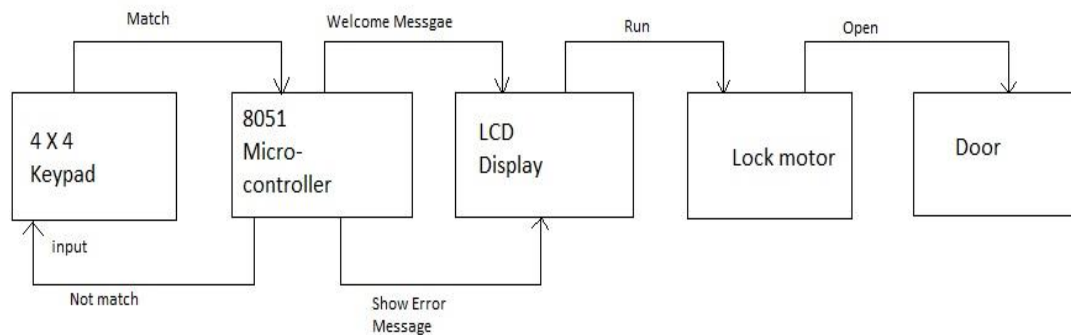 Match
Welcome Messgae
Run
Open
4 X 4
Keypad
8051
Micro-
controller
LCD
Display
Lock motor
Door
input
Not match
Show Error
Message